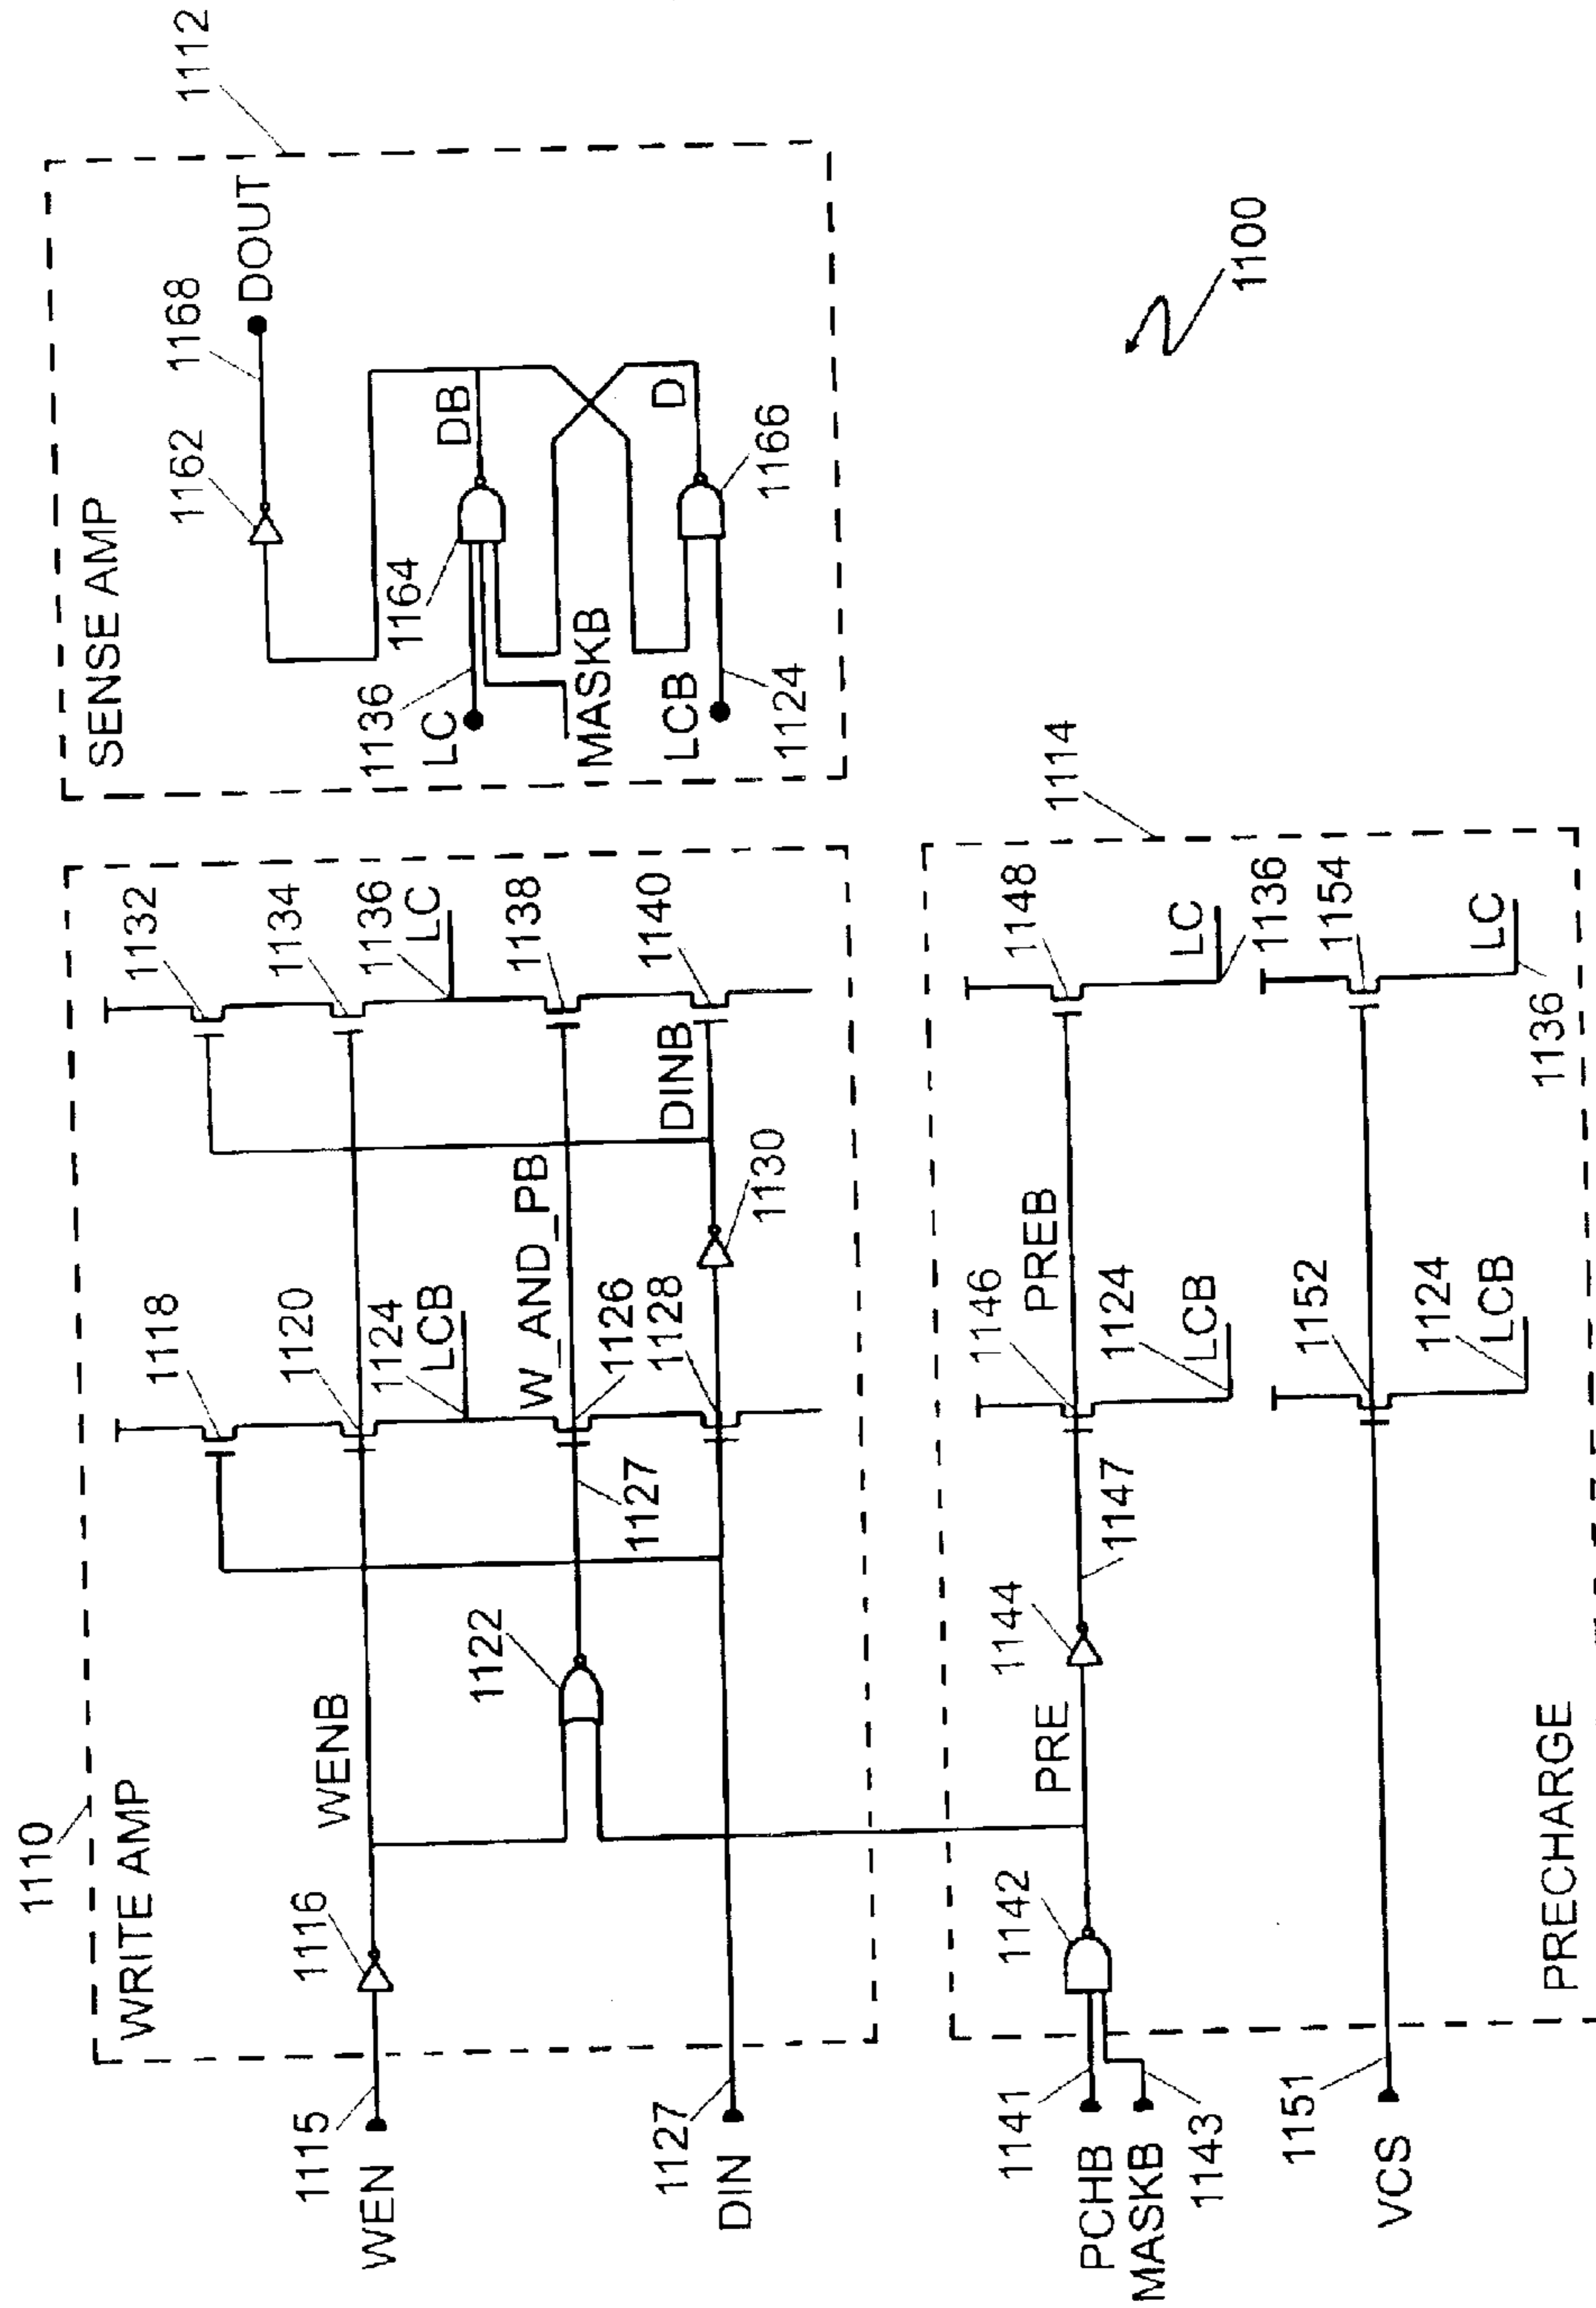 1110
WRITE AMP
1115
WEN
1116
WENB
1118
1120
1124
LCB
1122
1127
W_AND_PB
1126
1128
1127
DIN
1130
DINB
1132
1134
1136
LC
1138
1140
SENSE AMP
1112
1162
1168
DOUT
1164
DB
1136
LC
MASKB
LCB
1124
D
1166
1100
1114
1141
PCHB
MASKB
1143
1142
PRE
1144
1147
1146
PREB
1124
LCB
1148
LC
1136
1151
VCS
1152
1124
LCB
1154
LC
1136
PRECHARGE